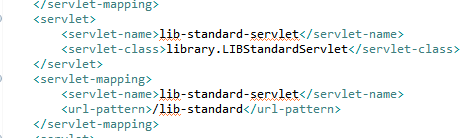 </servlet-mapping>
<servlet>
<servlet-name>lib-standard-servlet</servlet-name>
<servlet-class>library.LIBStandardServlet</servlet-class>
</servlet>
<servlet-mapping>
<servlet-name>lib-standard-servlet</servlet-name>
<url-pattern>/lib-standard</url-pattern>
</servlet-mapping>